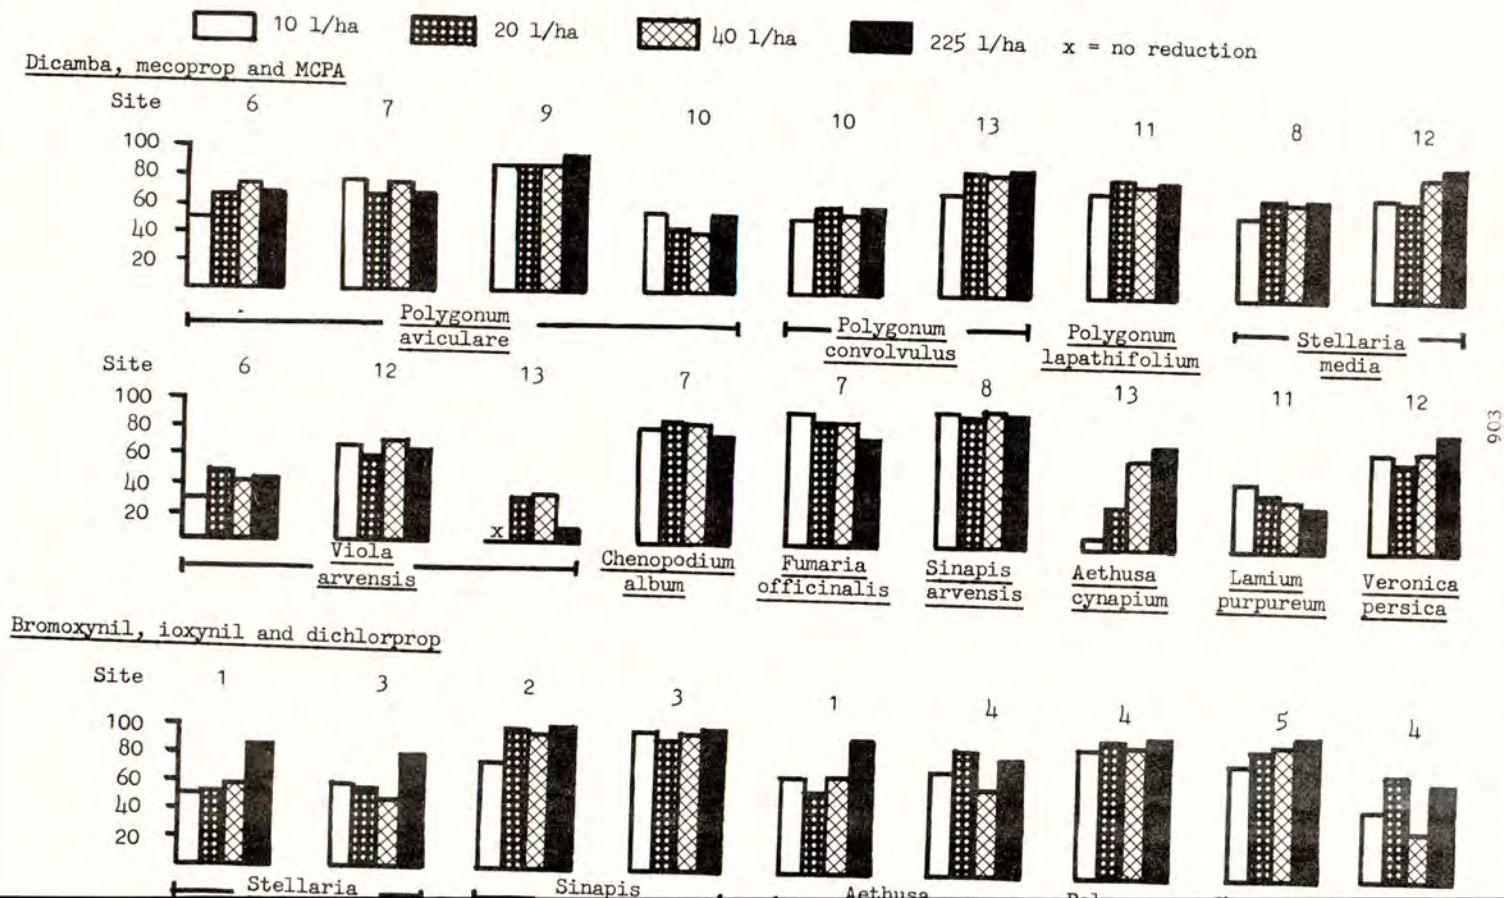 10 l/ha 20 l/ha 40 l/ha 225 l/ha x = no reduction
Dicamba, mecoprop and MCPA
Site 6 7 9 10 10 13 11 8 12
100
80
60
40
20
Polygonum
aviculare
Polygonum
convolvulus
Polygonum
lapathifolium
Stellaria
media
Site 6 12 13 7 7 8 13 11 12
100
80
60
40
20
x
Viola
arvensis
Chenopodium
album
Fumaria
officinalis
Sinapis
arvensis
Aethusa
cynapium
Lamium
purpureum
Veronica
persica
903
Bromoxynil, ioxynil and dichlorprop
Site 1 3 2 3 1 4 4 5 4
100
80
60
40
20
Stellaria
Sinapis
Aethusa